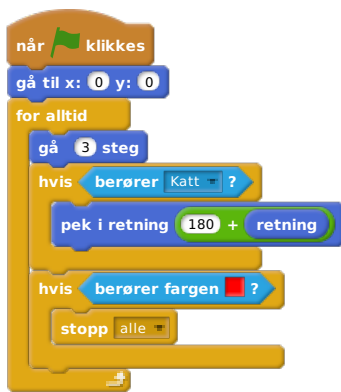 når klikkes
gå til x: 0 y: 0
for alltid
gå 3 steg
hvis berører Katt ?
pek i retning 180 + retning
hvis berører fargen ?
stopp alle